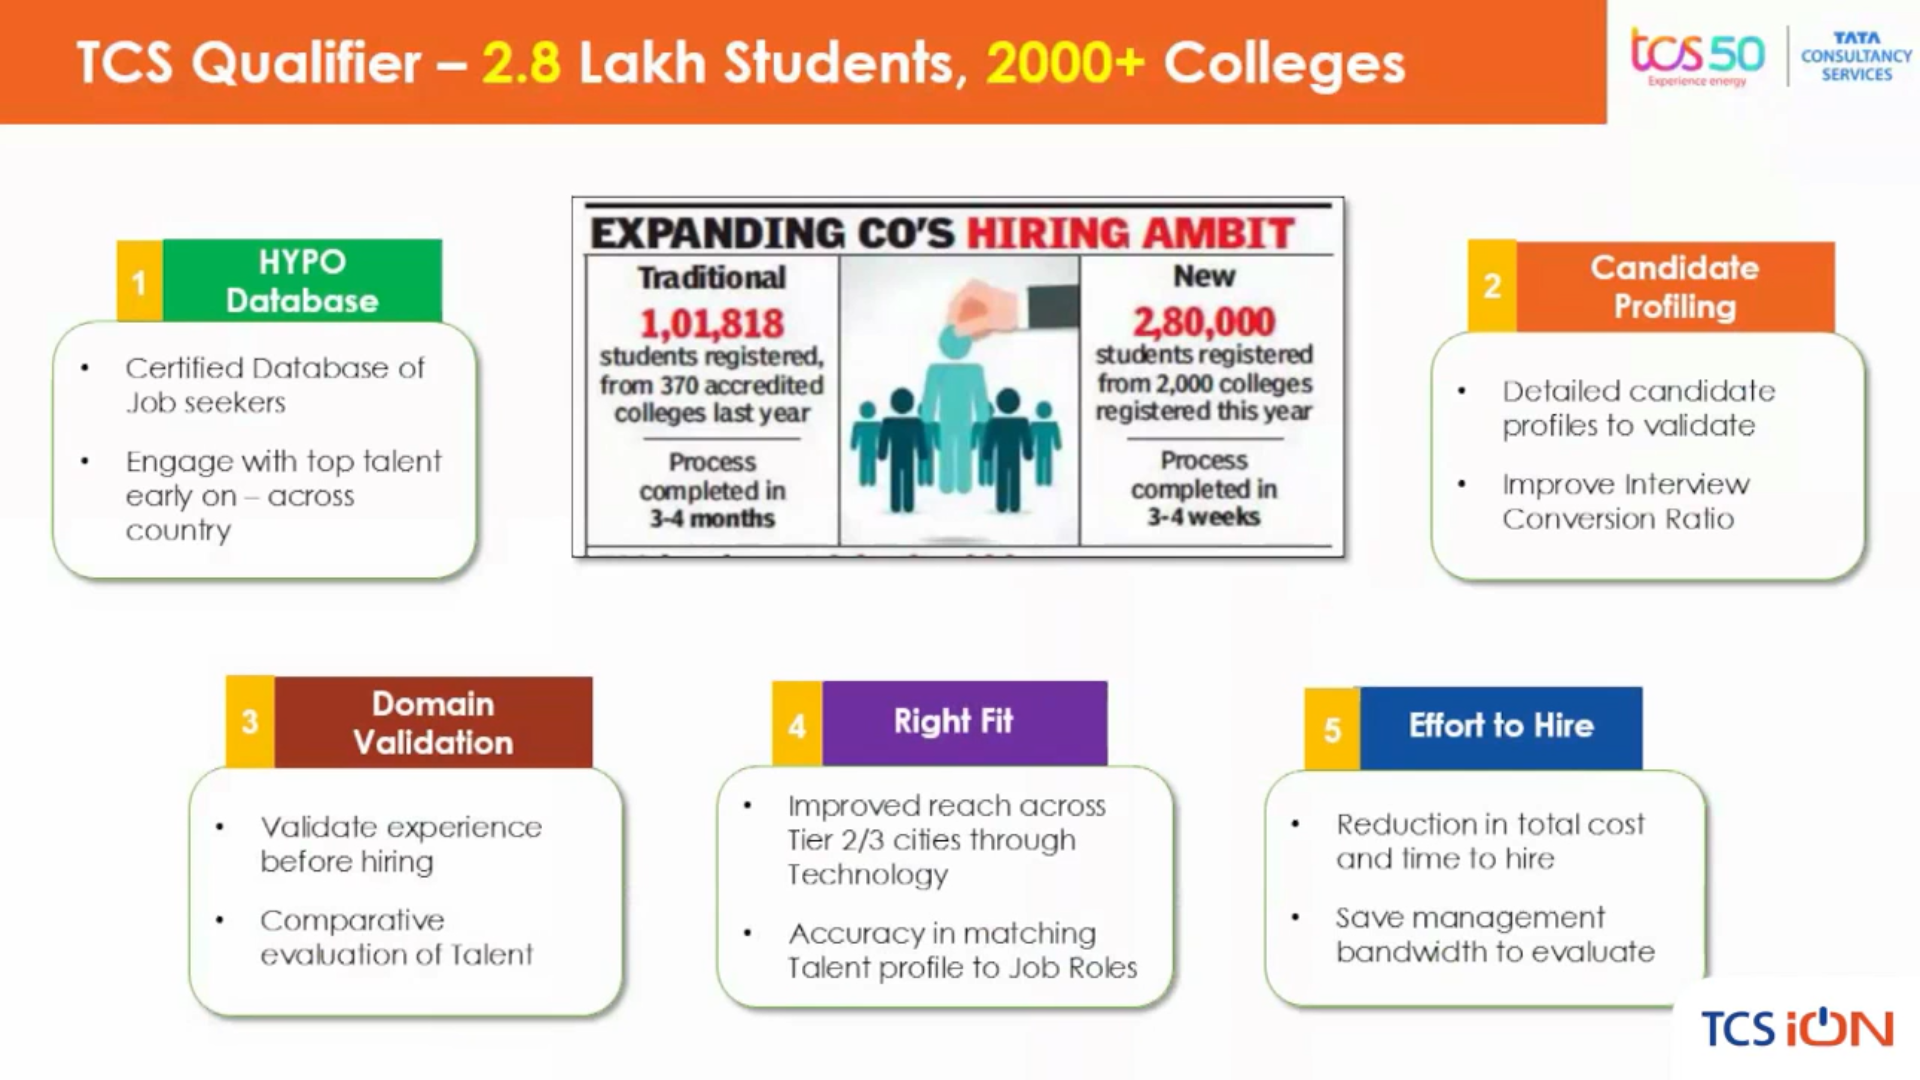 TCS Qualifier – 2.8 Lakh Students, 2000+ Colleges
tcs 50
Experience energy
TATA
CONSULTANCY
SERVICES
1
HYPO
Database
• Certified Database of
Job seekers
• Engage with top talent
early on – across
country
EXPANDING CO'S HIRING AMBIT
Traditional
1,01,818
students registered,
from 370 accredited
colleges last year
Process
completed in
3-4 months
New
2,80,000
students registered
from 2,000 colleges
registered this year
Process
completed in
3-4 weeks
2
Candidate
Profiling
• Detailed candidate
profiles to validate
• Improve Interview
Conversion Ratio
3
Domain
Validation
• Validate experience
before hiring
• Comparative
evaluation of Talent
4
Right Fit
• Improved reach across
Tier 2/3 cities through
Technology
• Accuracy in matching
Talent profile to Job Roles
5
Effort to Hire
• Reduction in total cost
and time to hire
• Save management
bandwidth to evaluate
TCS iON